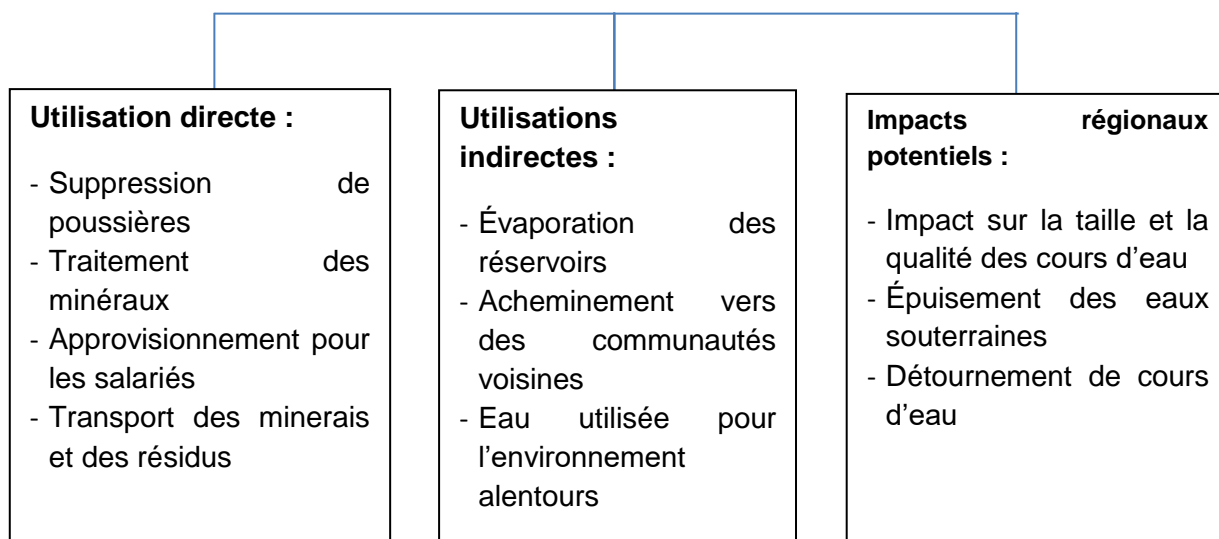 Utilisation directe :
- Suppression de
poussières
- Traitement des
minéraux
- Approvisionnement pour
les salariés
- Transport des minerais
et des résidus
Utilisations
indirectes :
- Évaporation des
réservoirs
- Acheminement vers
des communautés
voisines
- Eau utilisée pour
l'environnement
alentours
Impacts régionaux
potentiels :
- Impact sur la taille et la
qualité des cours d'eau
- Épuisement des eaux
souterraines
- Détournement de cours
d'eau